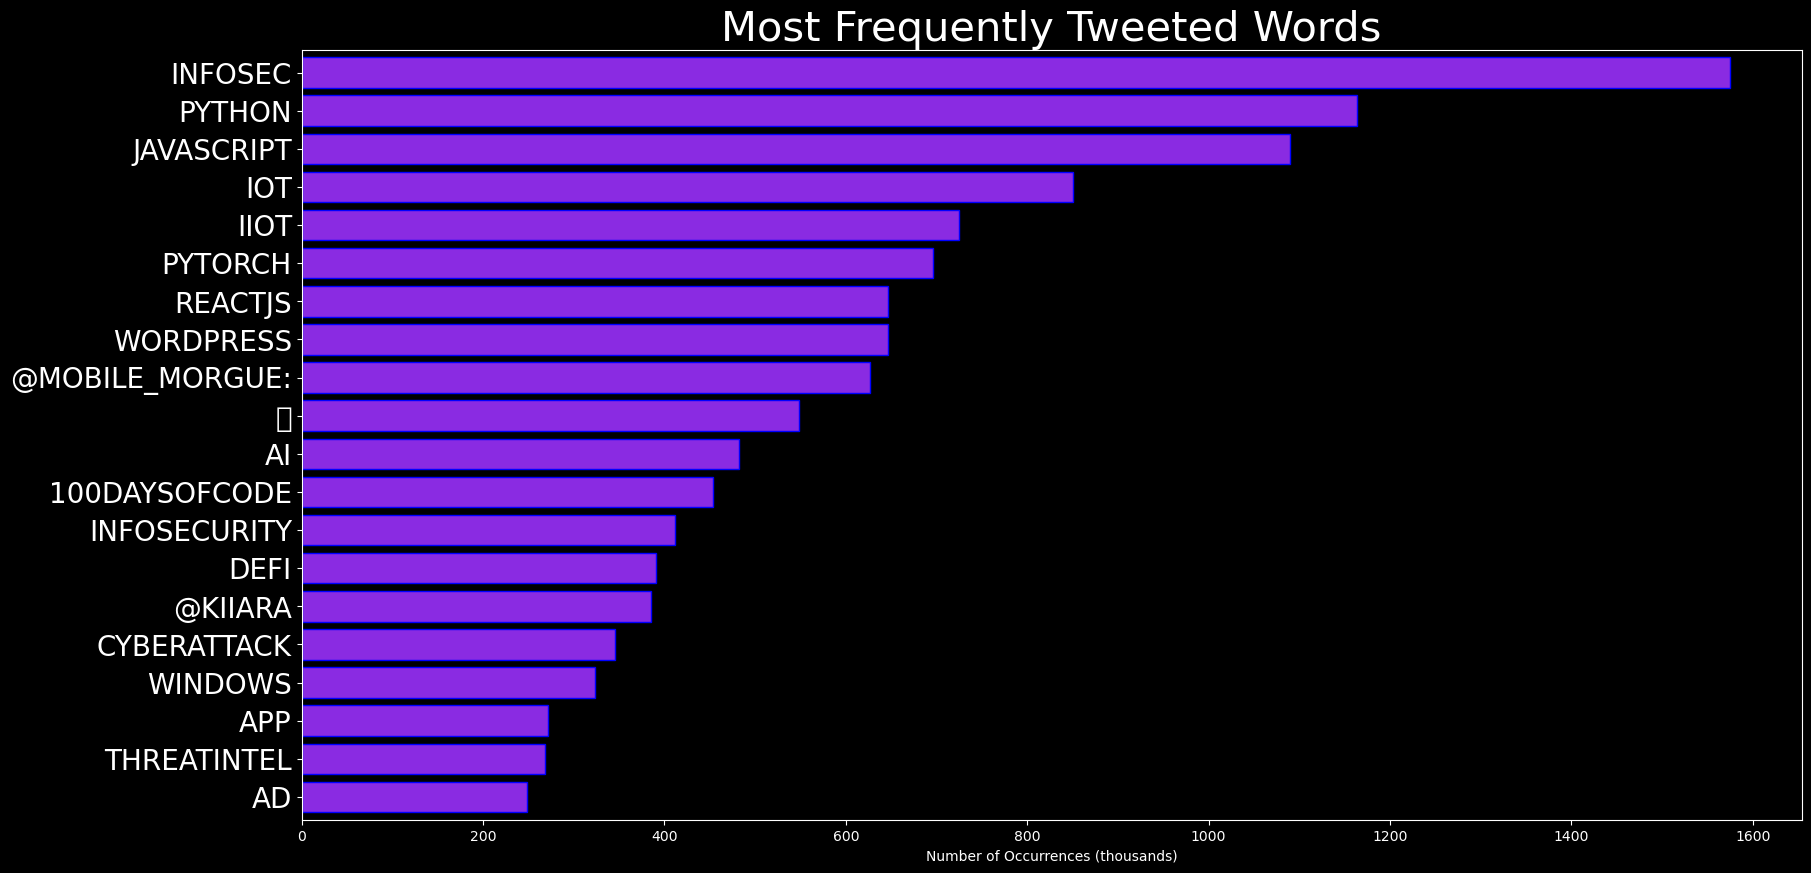 Most Frequently Tweeted Words
INFOSEC
PYTHON
JAVASCRIPT
IOT
IIOT
PYTORCH
REACTJS
WORDPRESS
@MOBILE_MORGUE:
AI
100DAYSOFCODE
INFOSECURITY
DEFI
@KIIARA
CYBERATTACK
WINDOWS
APP
THREATINTEL
AD
0 200 400 600 800 1000 1200 1400 1600
Number of Occurrences (thousands)